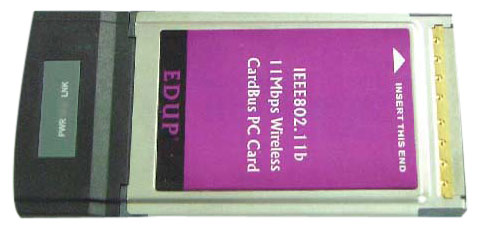 INSERT THIS END
IEEE802.11b
11Mbps Wireless
CardBus PC Card
EDUP
LNK
PWR